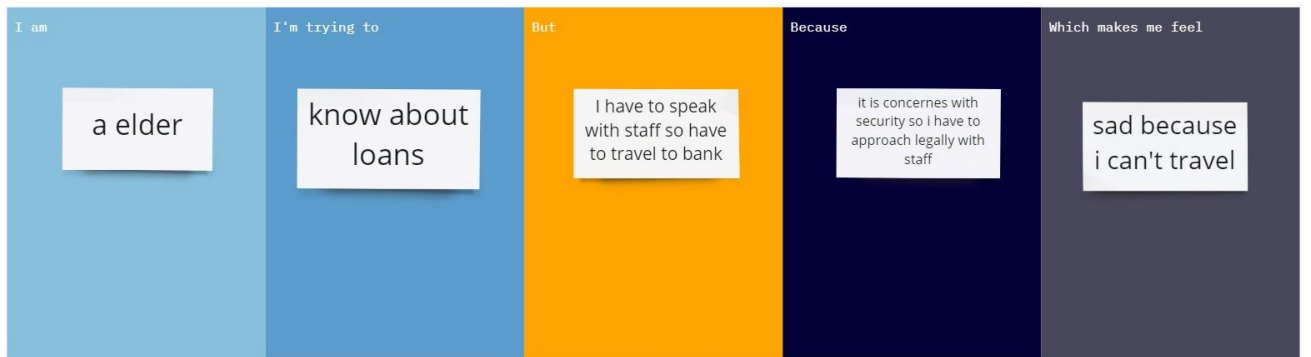 I am
a elder
I'm trying to
know about
loans
But
I have to speak
with staff so have
to travel to bank
Because
it is concernes with
security so i have to
approach legally with
staff
Which makes me feel
sad because
i can't travel